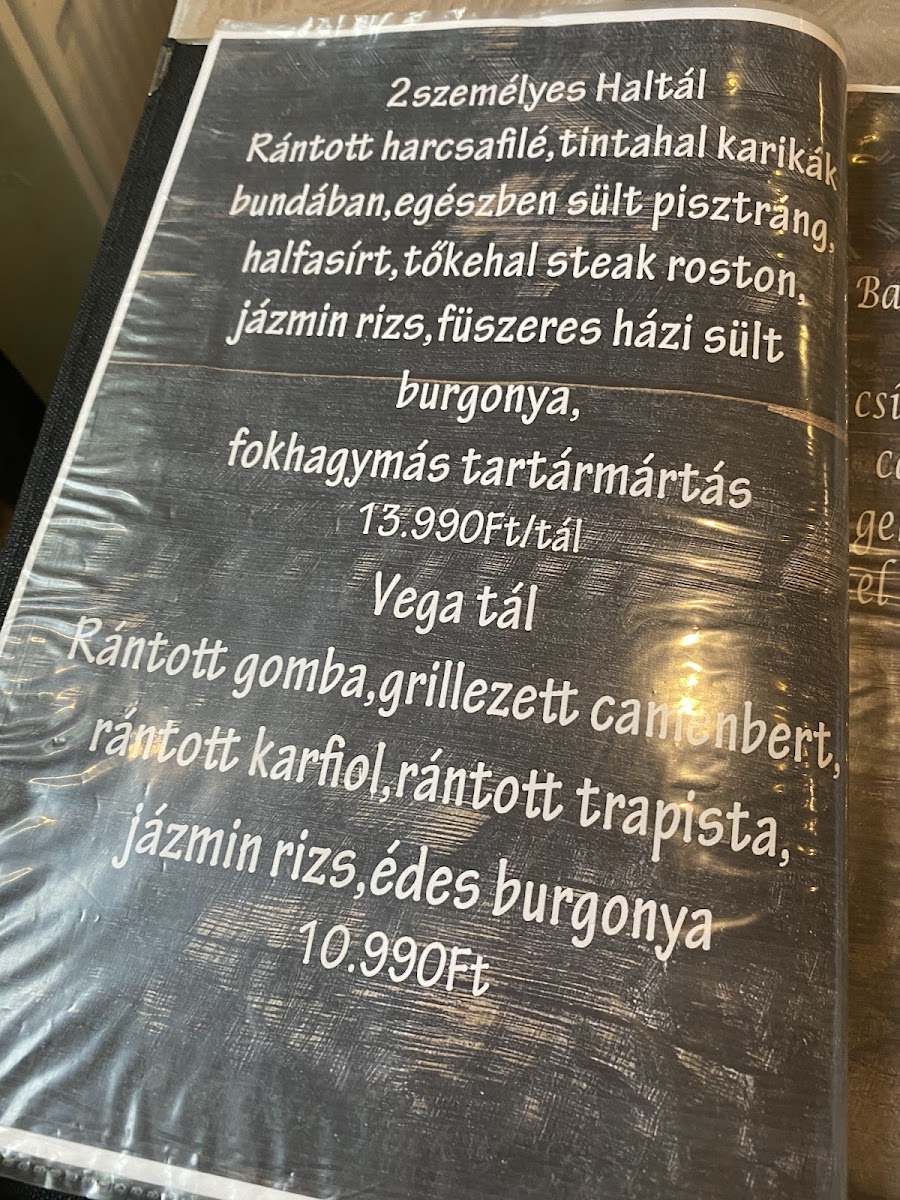 2személyes Haltál
Rántott harcsafilé,tintahal karikák
bundában,egészben sült pisztráng,
halfasírt,tőkehal steak roston,
jázmin rizs,füszeres házi sült
burgonya,
fokhagymás tartármártás
13.990Ft/tál
Vega tál
Rántott gomba,grillezett camenbert,
rántott karfiol,rántott trapista,
jázmin rizs,édes burgonya
10.990Ft